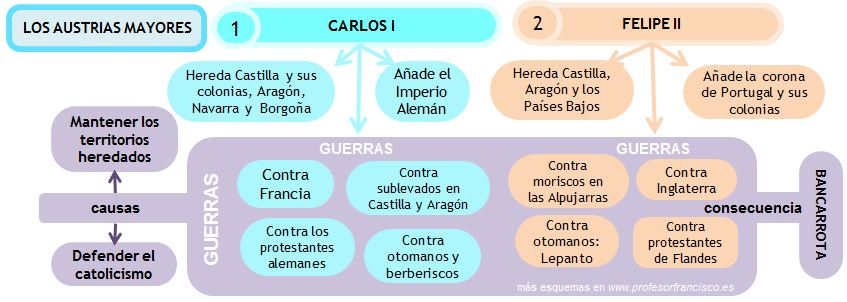 LOS AUSTRIAS MAYORES
1
CARLOS I
2
FELIPE II
Hereda Castilla y sus
colonias, Aragón,
Navarra y Borgoña
Añade el
Imperio
Alemán
Hereda Castilla,
Aragón y los
Países Bajos
Añade la corona
de Portugal y sus
colonias
Mantener los
territorios
heredados
causas
Defender el
catolicismo
GUERRAS
GUERRAS
Contra
Francia
Contra
sublevados en
Castilla y Aragón
Contra los
protestantes
alemanes
Contra
otomanos y
berberiscos
GUERRAS
Contra
moriscos en
las Alpujarras
Contra
Inglaterra
Contra
otomanos:
Lepanto
Contra
protestantes
de Flandes
consecuencia
BANCARROTA
más esquemas en www.profesorfrancisco.es